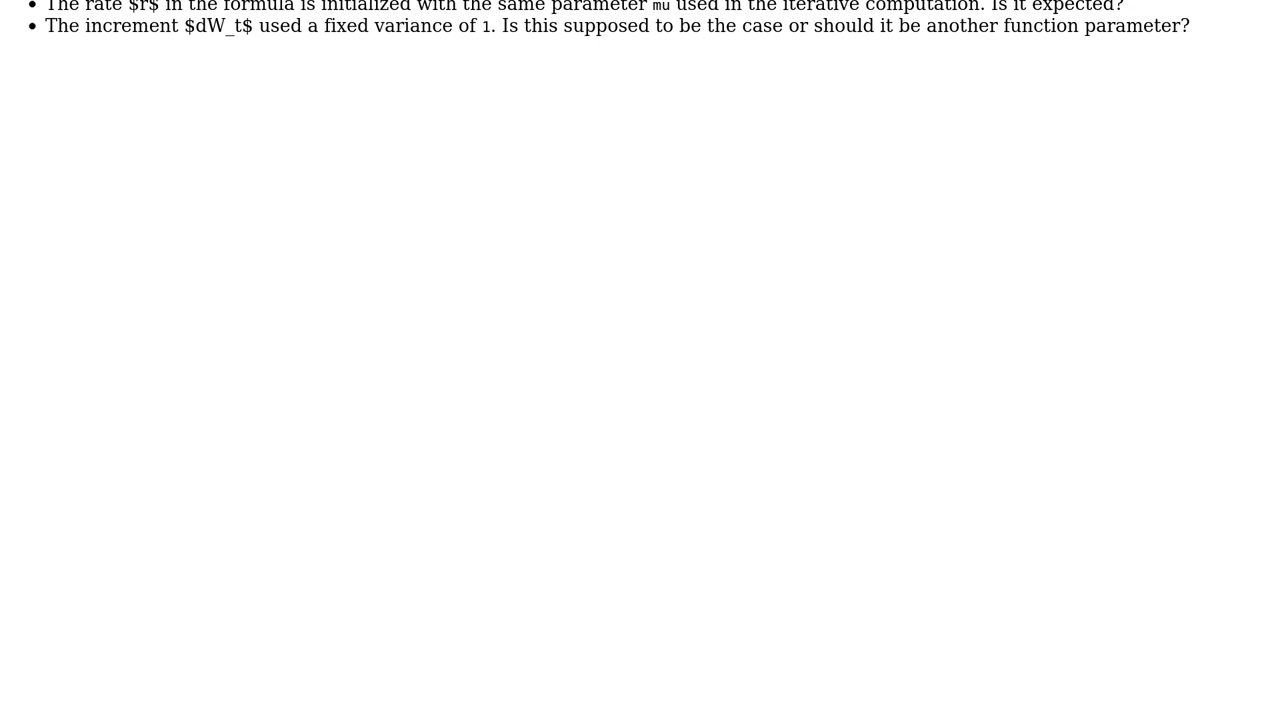 • The rate $r$ in the formula is initialized with the same parameter mu used in the iterative computation. Is it expected?
• The increment $dW_t$ used a fixed variance of 1. Is this supposed to be the case or should it be another function parameter?